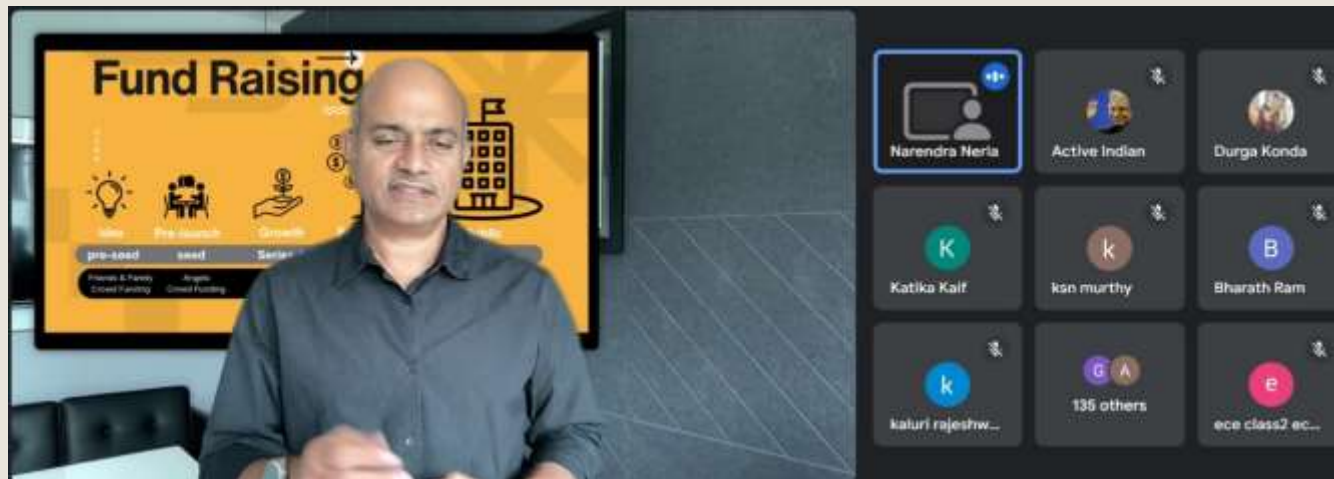 Fund Raising
Idea Pre-launch Growth
pre-seed seed Series
Friends & Family Angels
Crowd Funding Crowd Funding
Narendra Nerla
Active Indian
Durga Konda
K
Katika Kaif
k
ksn murthy
B
Bharath Ram
k
kaluri rajeshw...
G A
135 others
e
ece class2 ec...